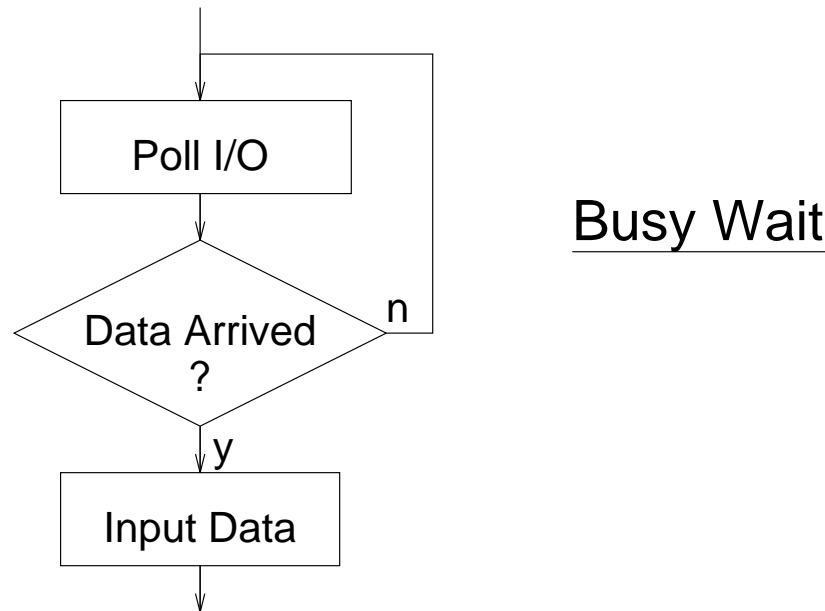 Poll I/O
Busy Wait
Data Arrived
?
n
y
Input Data